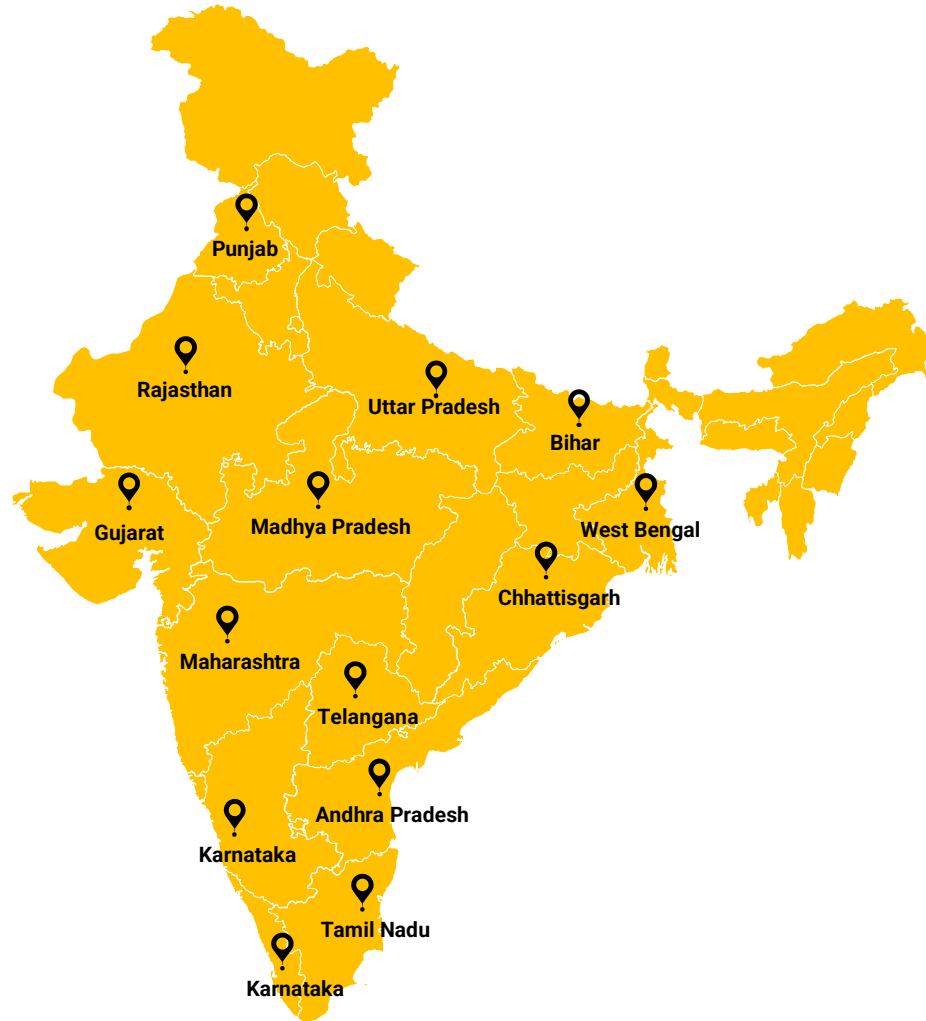 Punjab
Rajasthan
Uttar Pradesh
Bihar
Gujarat
Madhya Pradesh
West Bengal
Chhattisgarh
Maharashtra
Telangana
Andhra Pradesh
Karnataka
Tamil Nadu
Karnataka